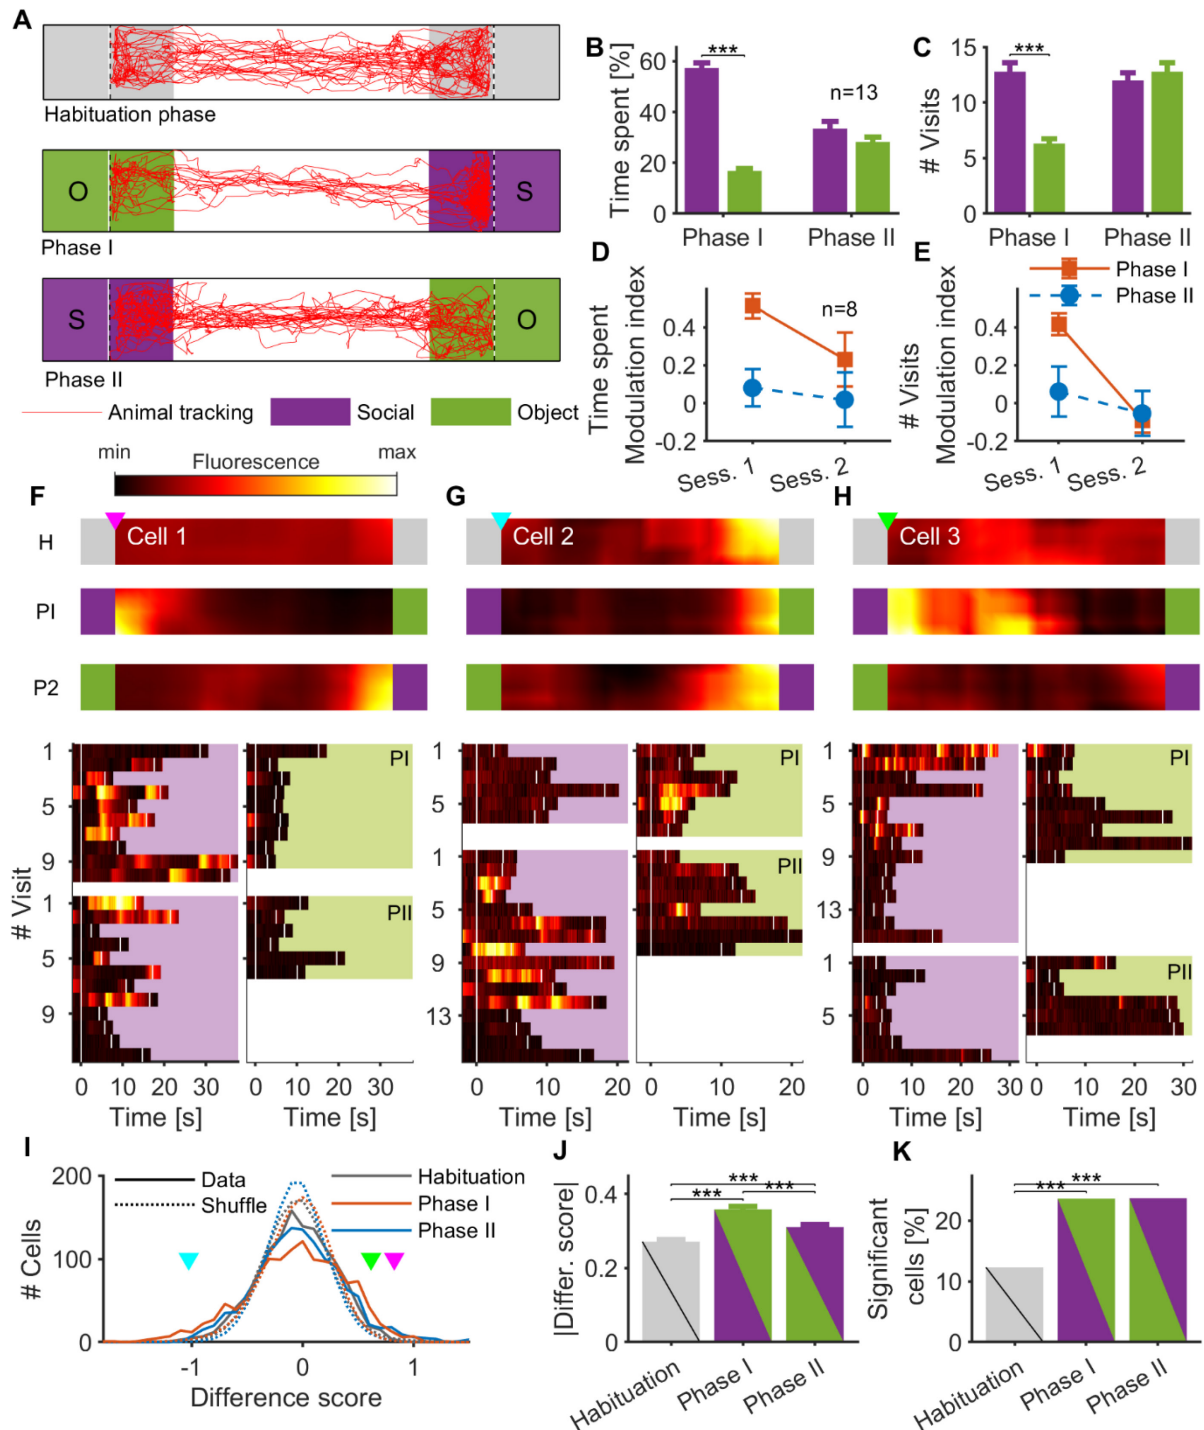 A
Habituation phase
O
S
Phase I
S
O
Phase II
Animal tracking
Social
Object
B
Time spent [%]
60
40
20
0
***
n=13
Phase I
Phase II
C
# Visits
15
10
5
0
***
Phase I
Phase II
D
Time spent
Modulation index
0.4
0.2
0
-0.2
n=8
Sess. 1
Sess. 2
E
# Visits
Modulation index
0.4
0.2
0
-0.2
Phase I
Phase II
Sess. 1
Sess. 2
min
Fluorescence
max
F
H
Cell 1
PI
P2
G
Cell 2
H
Cell 3
# Visit
1
5
9
1
5
9
PI
PII
0
10
20
30
Time [s]
0
10
20
30
Time [s]
1
5
1
5
9
13
PI
PII
0
10
20
Time [s]
0
10
20
Time [s]
1
5
9
13
1
5
PI
PII
0
10
20
30
Time [s]
0
10
20
30
Time [s]
I
# Cells
200
100
0
Data
Shuffle
Habituation
Phase I
Phase II
-1
0
1
Difference score
J
|Differ. score|
0.4
0.2
0
***
***
***
Habituation
Phase I
Phase II
K
Significant
cells [%]
20
10
0
***
***
Habituation
Phase I
Phase II